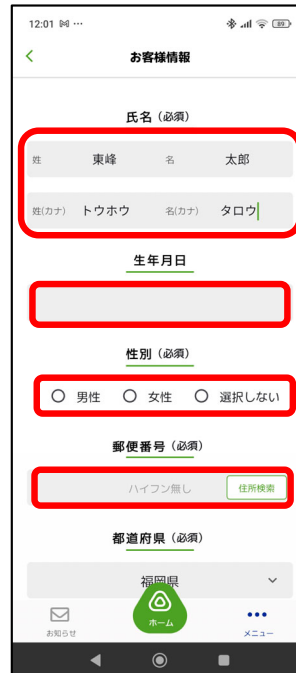 12:01 ···
89
お客様情報
氏名（必須）
姓 東峰 名 太郎
姓(カナ) トウホウ 名(カナ) タロウ
生年月日
性別（必須）
男性 女性 選択しない
郵便番号（必須）
ハイフン無し 住所検索
都道府県（必須）
福岡県
お知らせ ホーム メニュー